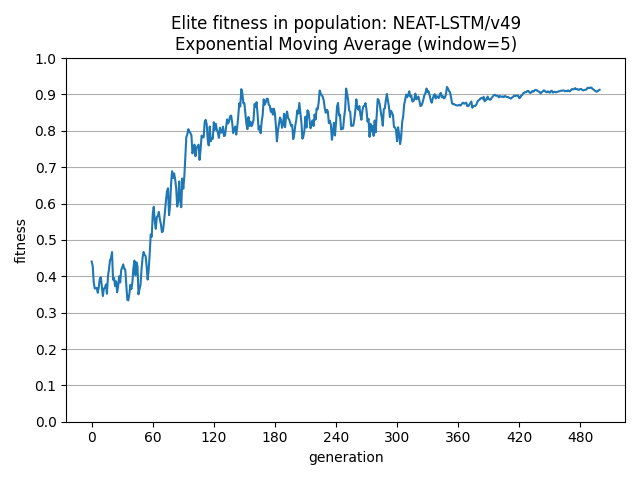 Elite fitness in population: NEAT-LSTM/v49
Exponential Moving Average (window=5)
fitness
1.0
0.9
0.8
0.7
0.6
0.5
0.4
0.3
0.2
0.1
0.0
0 60 120 180 240 300 360 420 480
generation